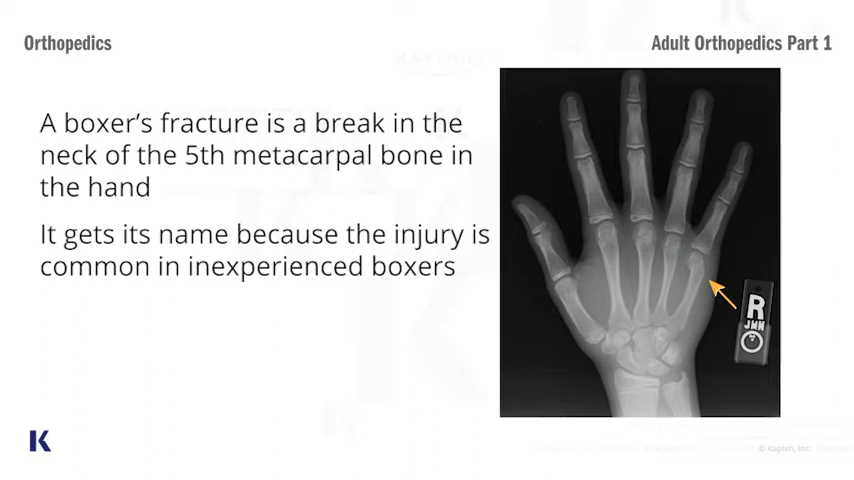 Orthopedics
Adult Orthopedics Part 1
A boxer's fracture is a break in the
neck of the 5th metacarpal bone in
the hand
It gets its name because the injury is
common in inexperienced boxers
R
JMM
K
© Kaplan, Inc.